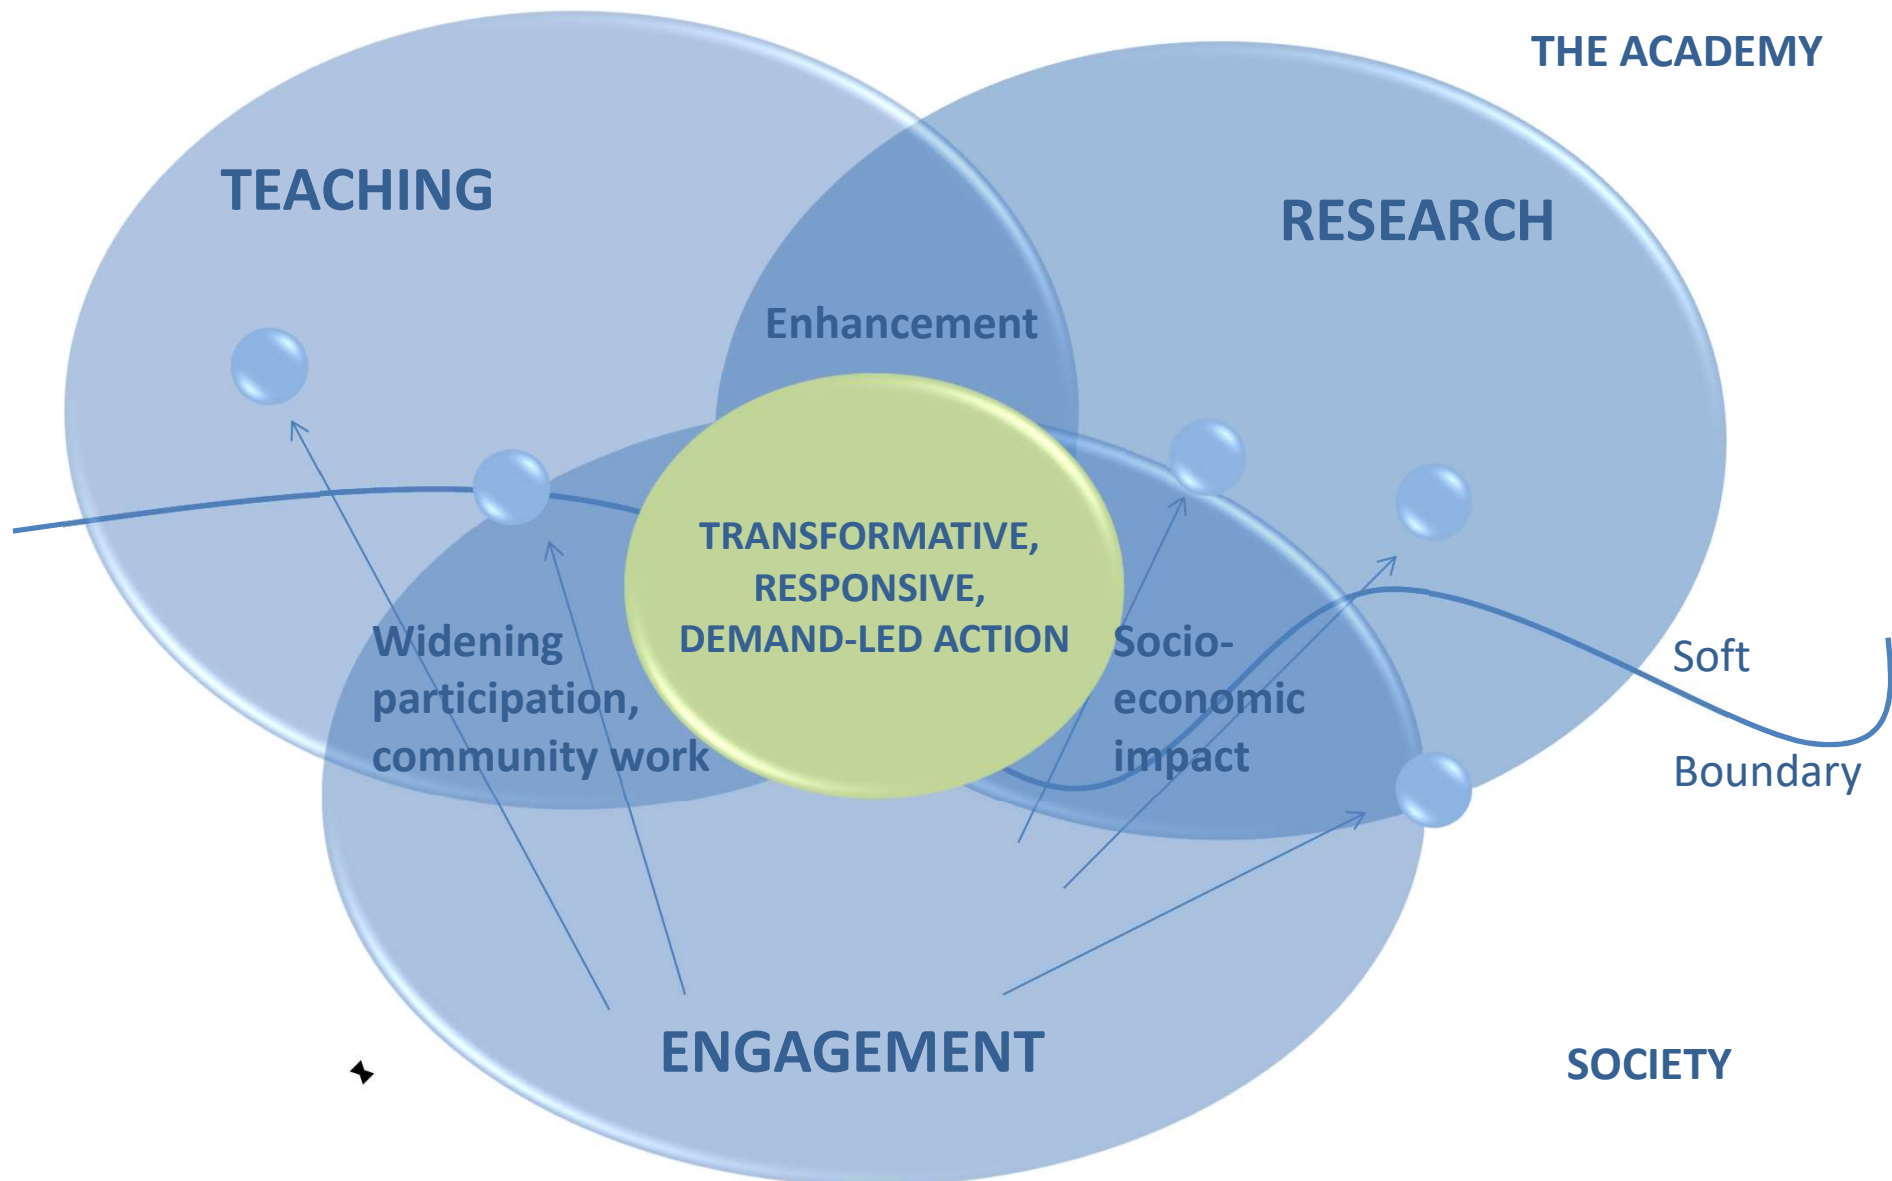 THE ACADEMY
TEACHING
RESEARCH
Enhancement
TRANSFORMATIVE,
RESPONSIVE,
DEMAND-LED ACTION
Widening
participation,
community work
Socio-
economic
impact
Soft
Boundary
ENGAGEMENT
SOCIETY